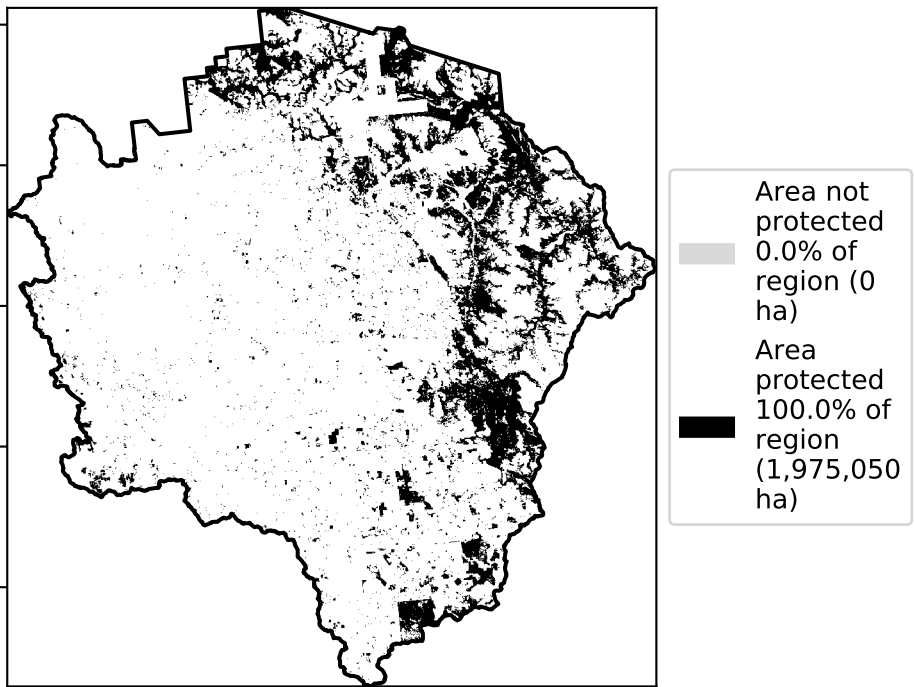 Area not
protected
0.0% of
region (0
ha)
Area
protected
100.0% of
region
(1,975,050
ha)